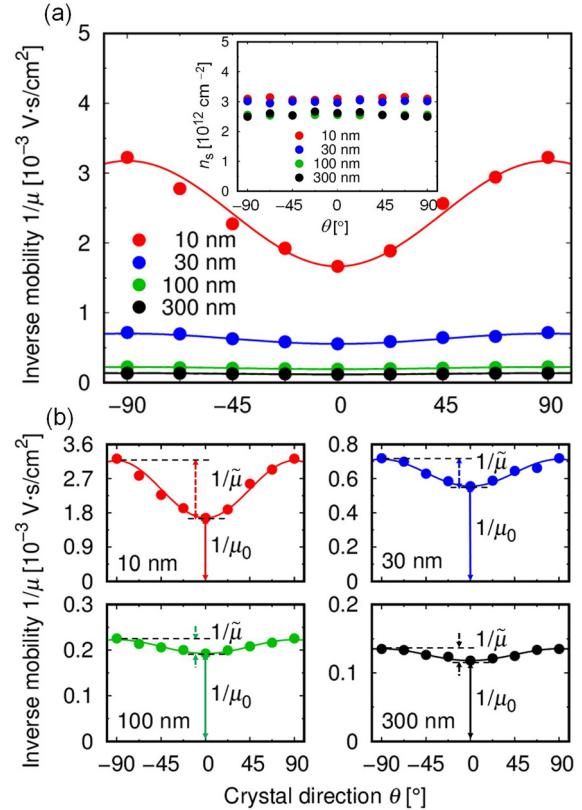 (a)
Inverse mobility 1/μ [10⁻³ V·s/cm²]
5
4
3
2
1
0
−90
−45
0
45
90
10 nm
30 nm
100 nm
300 nm
nₛ [10¹² cm⁻²]
5
4
3
2
1
0
−90
−45
0
45
90
θ [°]
10 nm
30 nm
100 nm
300 nm
(b)
Inverse mobility 1/μ [10⁻³ V·s/cm²]
3.6
2.7
1.8
0.9
0
1/μ̃
1/μ₀
10 nm
0.8
0.6
0.4
0.2
0
1/μ̃
1/μ₀
30 nm
0.3
0.2
0.1
0
1/μ̃
1/μ₀
100 nm
−90
−45
0
45
90
0.2
0.1
0
1/μ̃
1/μ₀
300 nm
−90
−45
0
45
90
Crystal direction θ [°]